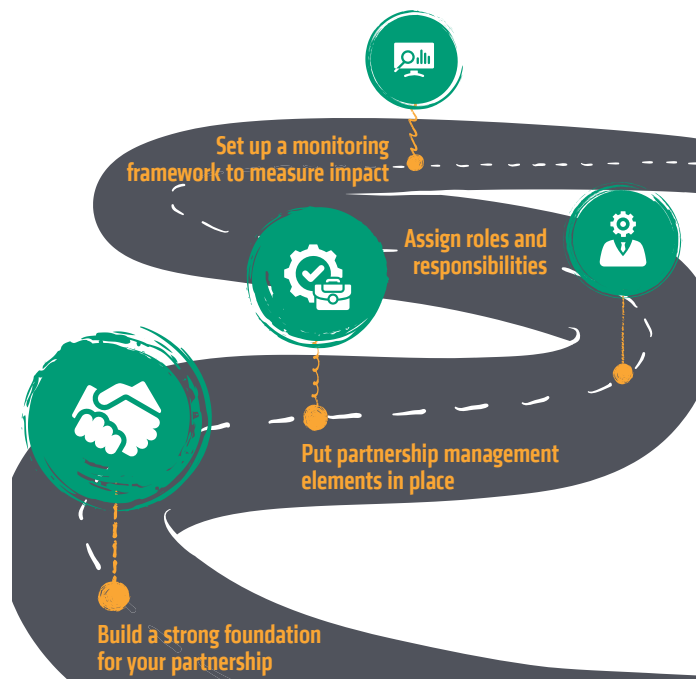 Set up a monitoring
framework to measure impact
Assign roles and
responsibilities
Put partnership management
elements in place
Build a strong foundation
for your partnership